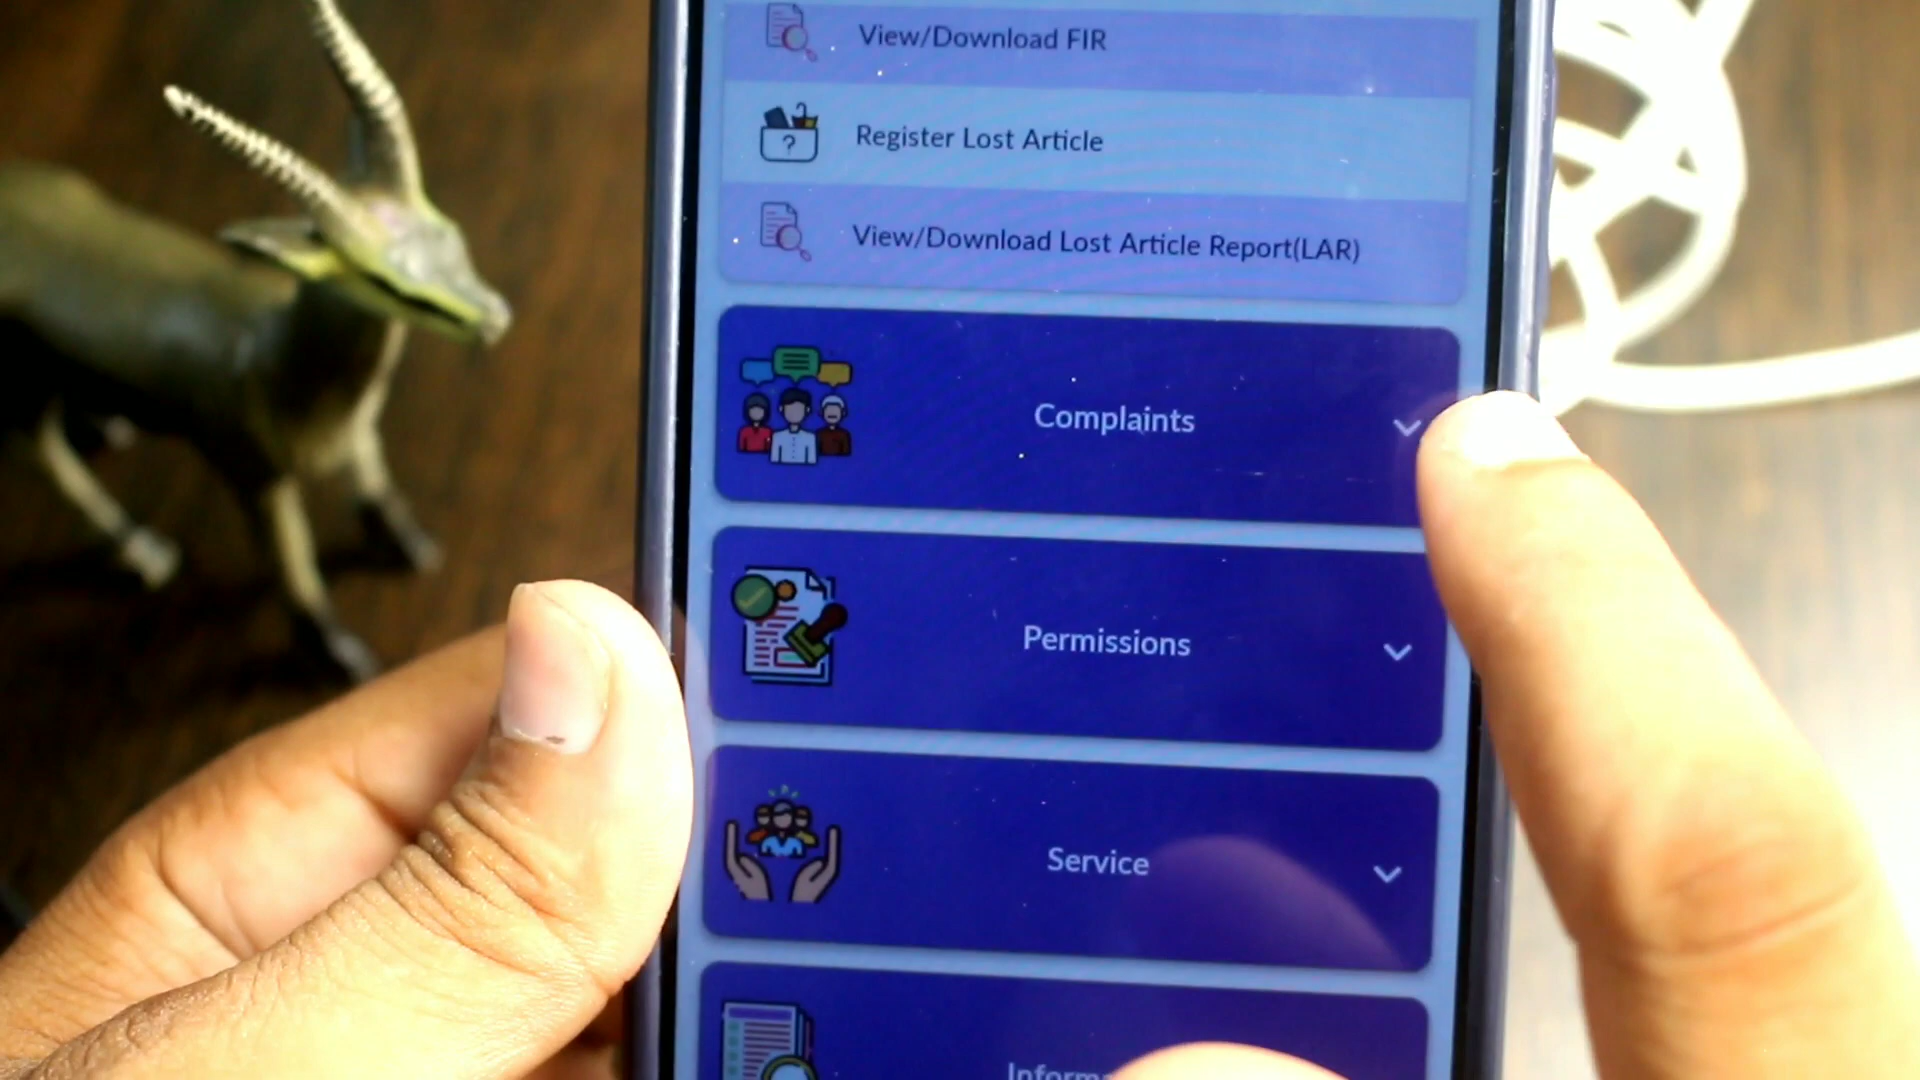 View/Download FIR
Register Lost Article
View/Download Lost Article Report(LAR)
Complaints
Permissions
Service